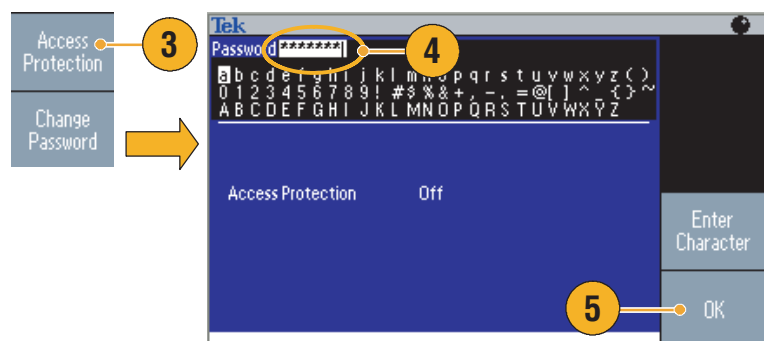 Access
Protection
3
Change
Password
Tek
Password *******
4
a b c d e f g h i j k l m n o p q r s t u v w x y z ( )
0 1 2 3 4 5 6 7 8 9 ! # $ % & + , - . = @ [ ] ^ _ { } ~
A B C D E F G H I J K L M N O P Q R S T U V W X Y Z
Access Protection Off
Enter
Character
5
OK